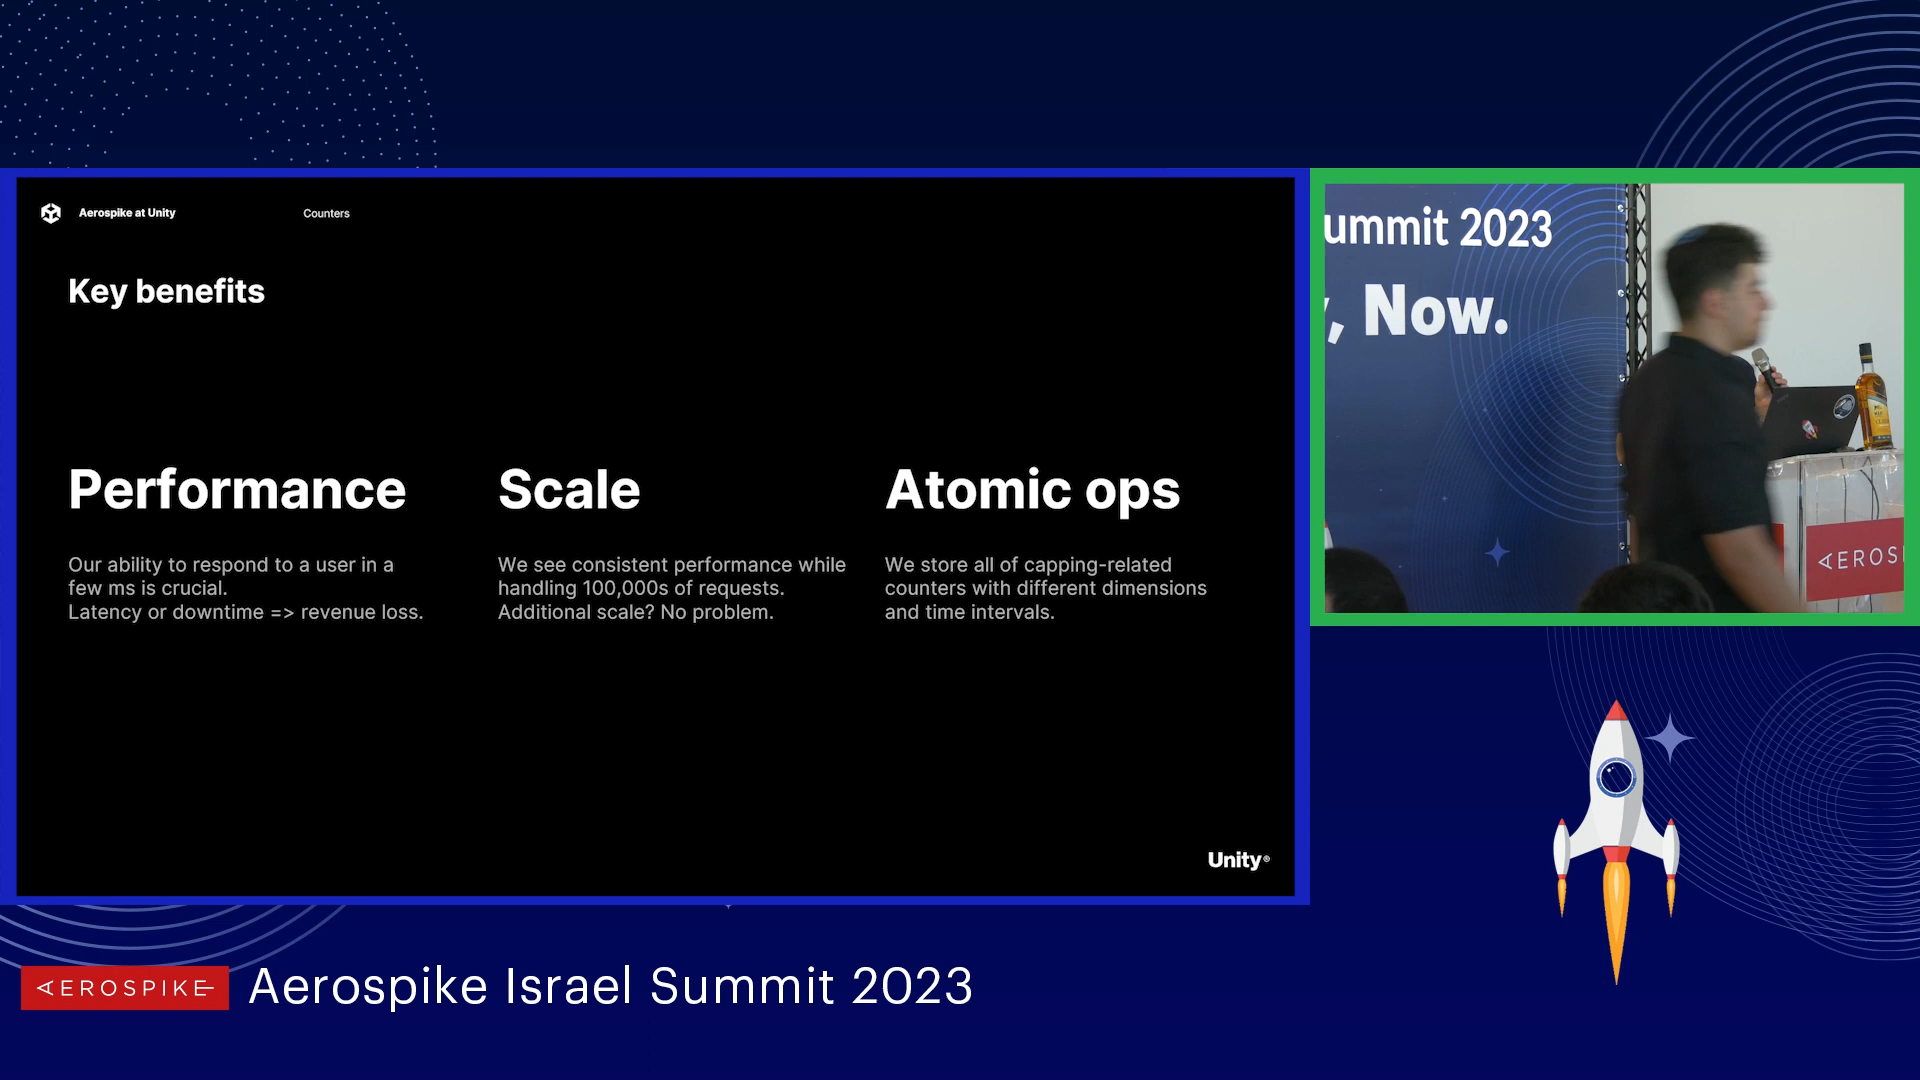 Aerospike at Unity
Counters
Key benefits
Performance
Our ability to respond to a user in a
few ms is crucial.
Latency or downtime => revenue loss.
Scale
We see consistent performance while
handling 100,000s of requests.
Additional scale? No problem.
Atomic ops
We store all of capping-related
counters with different dimensions
and time intervals.
Unity®
ummit 2023
, Now.
AEROS
AEROSPIKE
Aerospike Israel Summit 2023